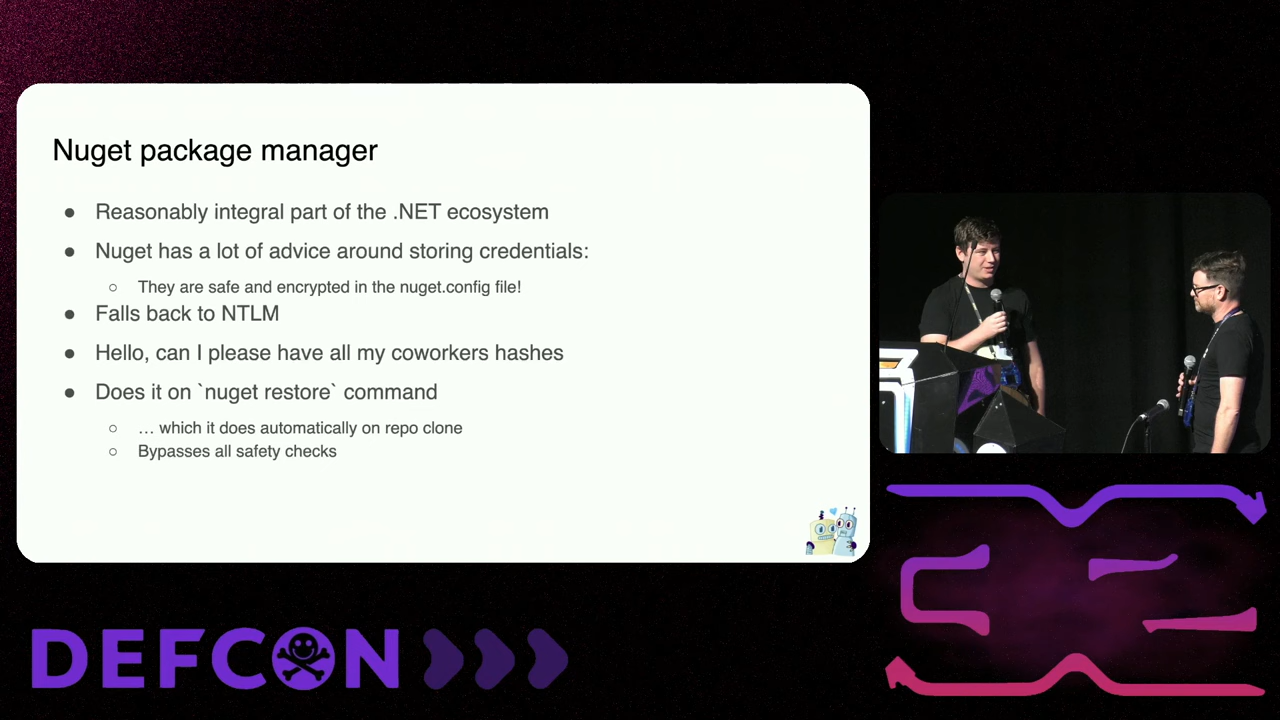 Nuget package manager
● Reasonably integral part of the .NET ecosystem
● Nuget has a lot of advice around storing credentials:
○ They are safe and encrypted in the nuget.config file!
● Falls back to NTLM
● Hello, can I please have all my coworkers hashes
● Does it on `nuget restore` command
○ … which it does automatically on repo clone
○ Bypasses all safety checks
DEFCON